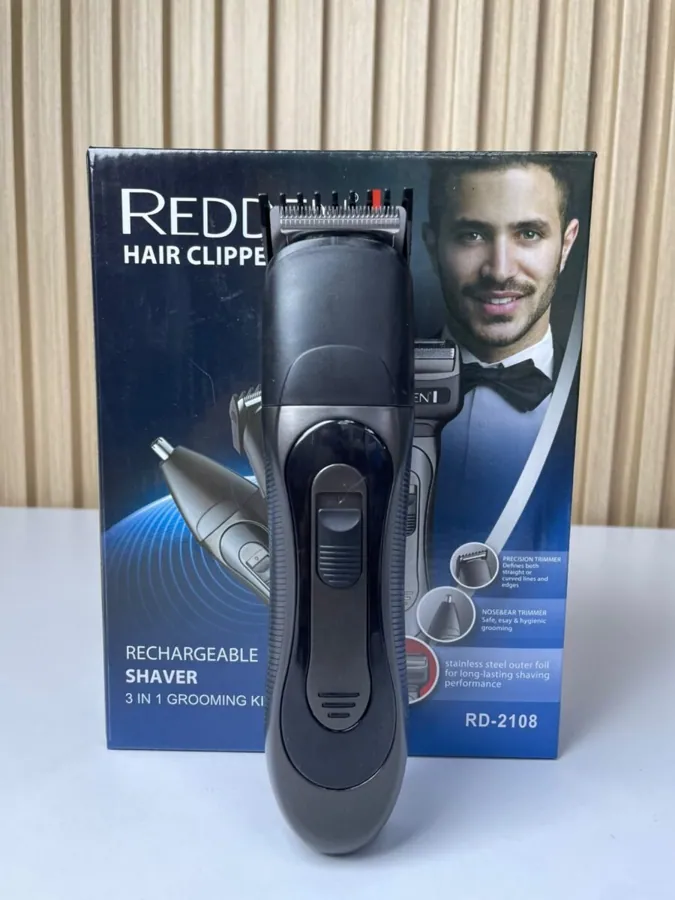 REDD
HAIR CLIPPE
EN
PRECISION TRIMMER
Defines both
straight or
curved lines and
edges
NOSEBEAR TRIMMER
Safe, esay & hygienic
grooming
RECHARGEABLE
SHAVER
3 IN 1 GROOMING KI
stainless steel outer foil
for long-lasting shaving
performance
RD-2108